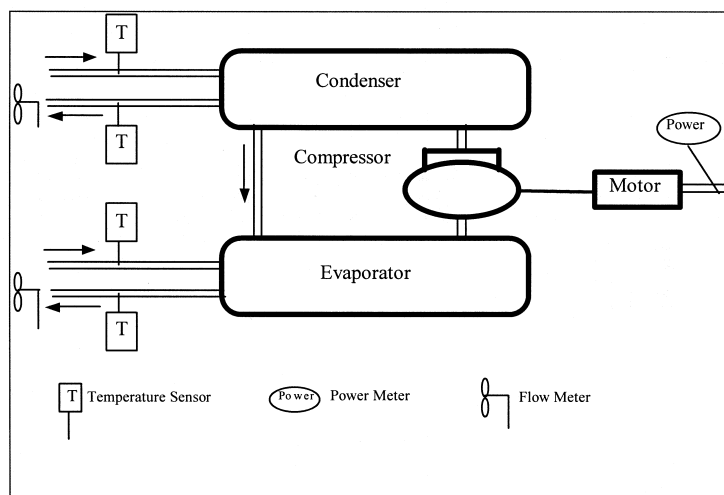 T
Condenser
Power
T
Compressor
Motor
T
Evaporator
T
T Temperature Sensor
Power Power Meter
Flow Meter